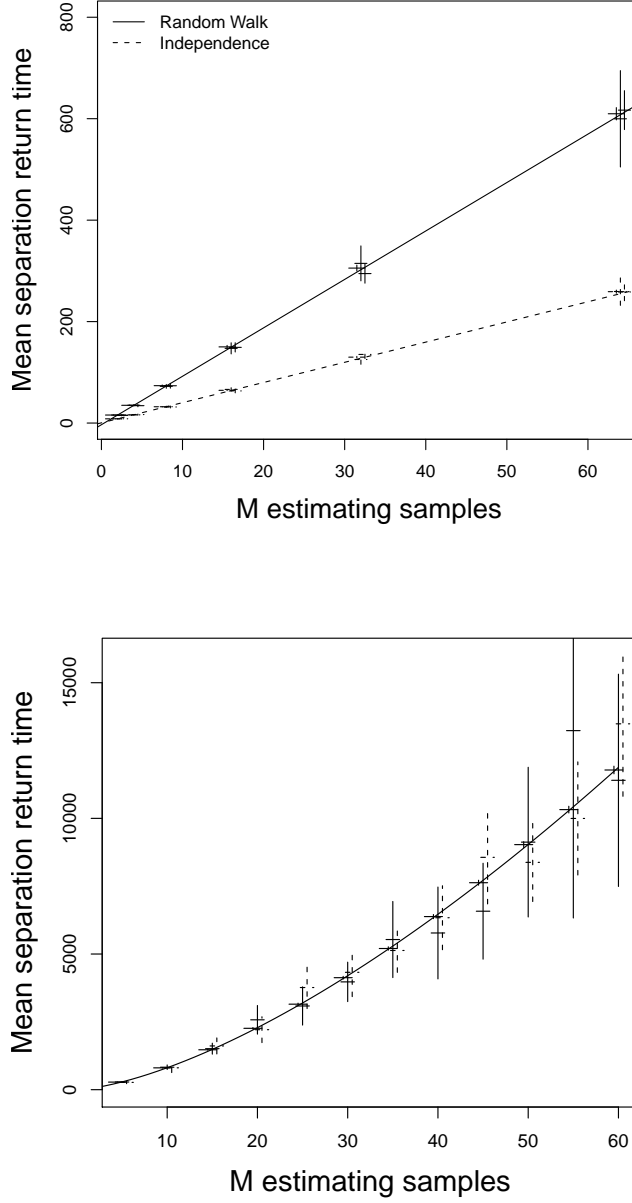 Mean separation return time
800
600
400
200
0
Random Walk
Independence
0 10 20 30 40 50 60
M estimating samples
Mean separation return time
15000
10000
5000
0
10 20 30 40 50 60
M estimating samples